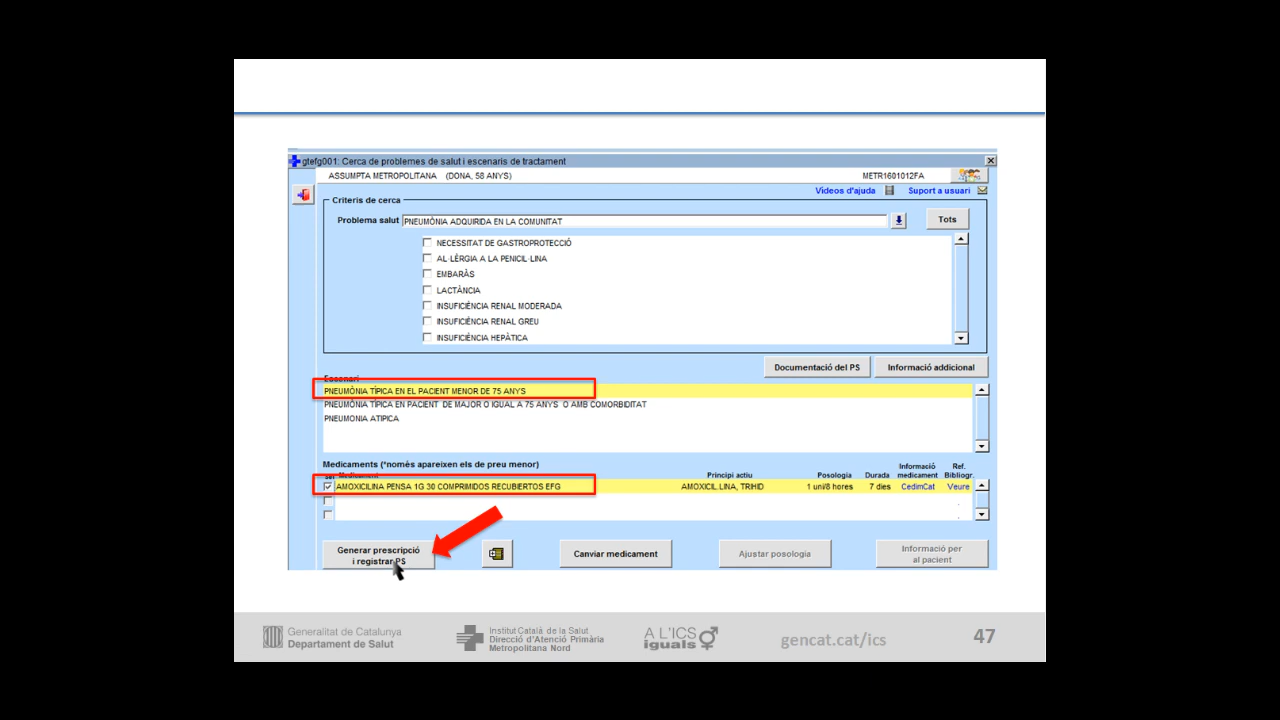 gtefg001: Cerca de problemes de salut i escenaris de tractament
ASSUMPTA METROPOLITANA (DONA, 58 ANYS) METR1601012FA
Vídeos d'ajuda Suport a usuari
Criteris de cerca
Problema salut PNEUMÒNIA ADQUIRIDA EN LA COMUNITAT Tots
NECESSITAT DE GASTROPROTECCIÓ
AL·LÈRGIA A LA PENICIL·LINA
EMBARÀS
LACTÀNCIA
INSUFICIÈNCIA RENAL MODERADA
INSUFICIÈNCIA RENAL GREU
INSUFICIÈNCIA HEPÀTICA
Documentació del PS Informació addicional
Escenari
PNEUMÒNIA TÍPICA EN EL PACIENT MENOR DE 75 ANYS
PNEUMÒNIA TÍPICA EN PACIENT DE MAJOR O IGUAL A 75 ANYS O AMB COMORBIDITAT
PNEUMONIA ATIPICA
Medicaments (*nomès apareixen els de preu menor)
Sel Medicament Principi actiu Posologia Durada Informació medicament Ref. Bibliogr.
AMOXICILINA PENSA 1G 30 COMPRIMIDOS RECUBIERTOS EFG AMOXICIL.LINA, TRIHID 1 uni/8 hores 7 dies CedimCat Veure
Generar prescripció i registrar PS Canviar medicament Ajustar posologia Informació per al pacient
Generalitat de Catalunya
Departament de Salut
Institut Català de la Salut
Direcció d'Atenció Primària
Metropolitana Nord
A L'ICS
iguals
gencat.cat/ics
47